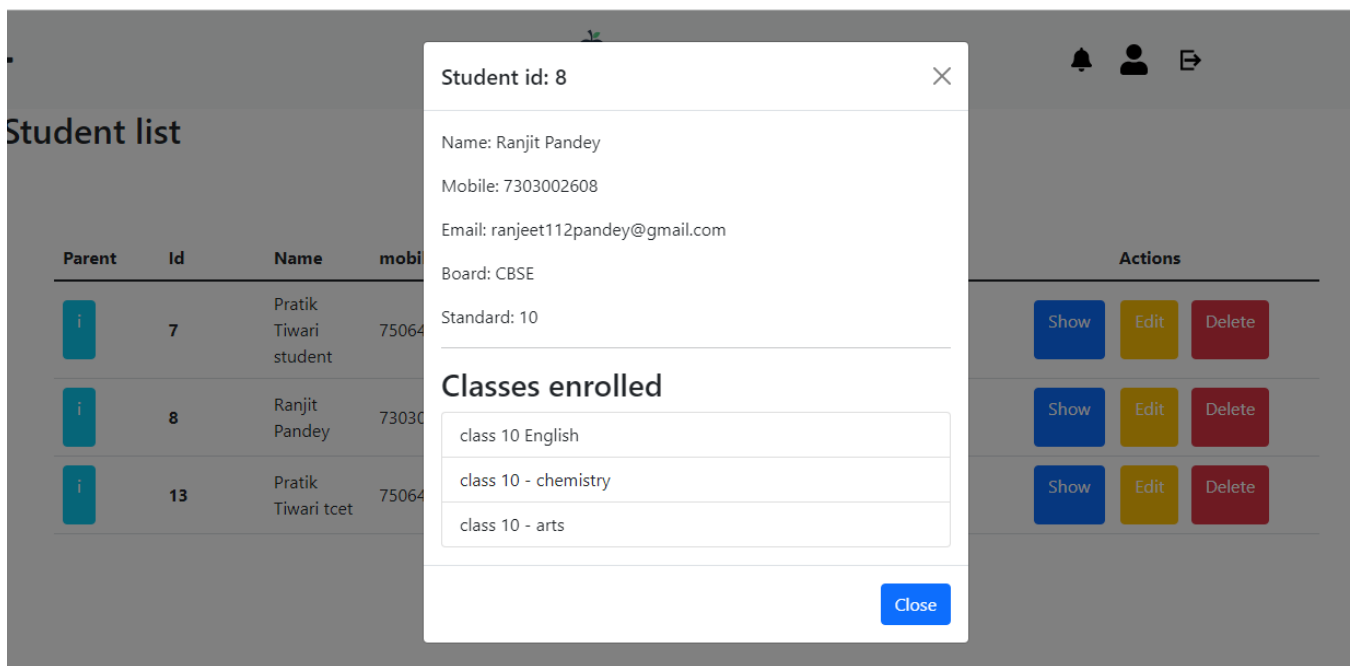 Student id: 8
Name: Ranjit Pandey
Mobile: 7303002608
Email: ranjeet112pandey@gmail.com
Board: CBSE
Standard: 10
Classes enrolled
class 10 English
class 10 - chemistry
class 10 - arts
Close
Student list
Parent Id Name mobi Actions
i 7 Pratik Tiwari student 75064 Show Edit Delete
i 8 Ranjit Pandey 7303 Show Edit Delete
i 13 Pratik Tiwari tcet 75064 Show Edit Delete